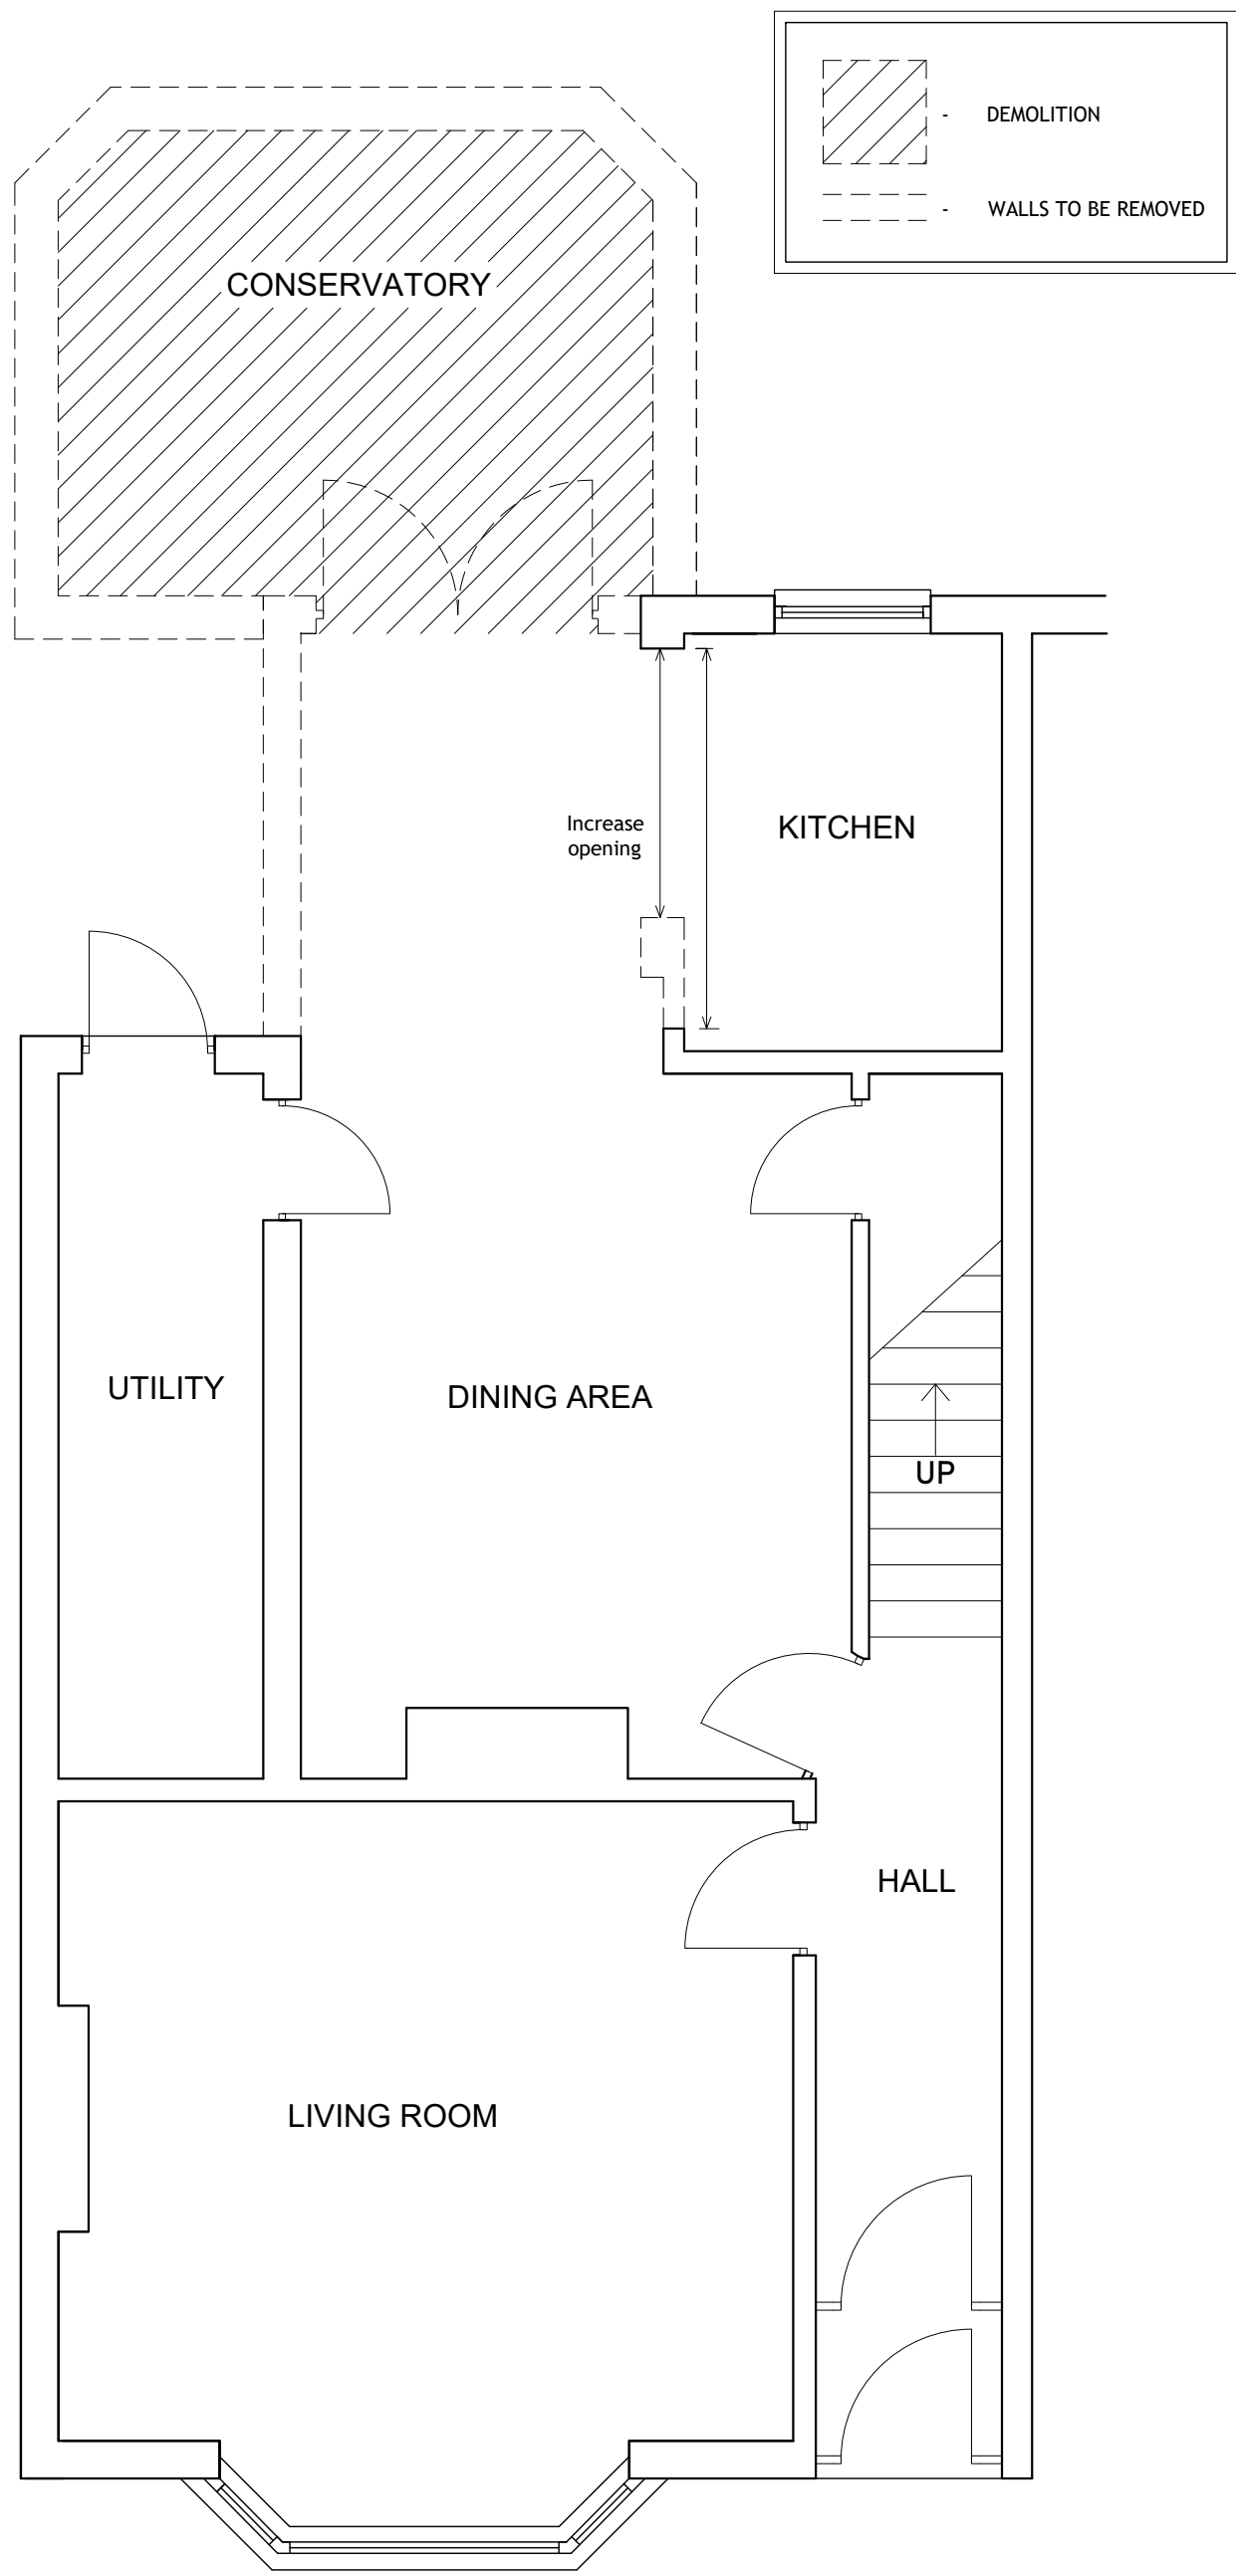 - DEMOLITION
- WALLS TO BE REMOVED
CONSERVATORY
Increase
opening
KITCHEN
UTILITY
DINING AREA
UP
HALL
LIVING ROOM